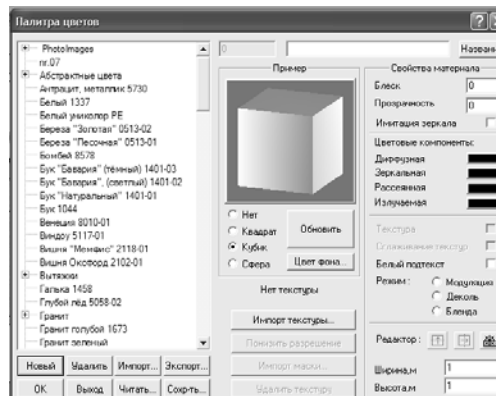 Палитра цветов
PhotoImages
nr.07
Абстрактные цвета
Антрацит, металлик 5730
Белый 1337
Белый униколор PE
Береза "Золотая" 0513-02
Береза "Песочная" 0513-01
Бомбей 8578
Бук "Бавария" (тёмный) 1401-03
Бук "Бавария", (светлый) 1401-02
Бук "Натуральный" 1401-01
Бук 1044
Венеция 8010-01
Виндоу 5117-01
Вишня "Мемфис" 2118-01
Вишня Оксфорд 2102-01
Вытяжки
Галька 1458
Глубой лёд 5058-02
Гранит
Гранит голубой 1673
Гранит зеленый
Новый Удалить Импорт... Экспорт...
ОК Выход Читать... Сохр-ть...
0
Названи
Пример
Нет
Квадрат
Кубик
Сфера
Обновить
Цвет фона...
Нет текстуры
Импорт текстуры...
Понизить разрешение
Импорт маски...
Удалить текстуру
Свойства материала
Блеск 0
Прозрачность 0
Имитация зеркала
Цветовые компоненты:
Диффузная
Зеркальная
Рассеянная
Излучаемая
Текстура
Сглаживание текстур
Белый подтекст
Режим: Модуляция
Деколь
Бленда
Редактор:
Ширина,м 1
Высота,м 1